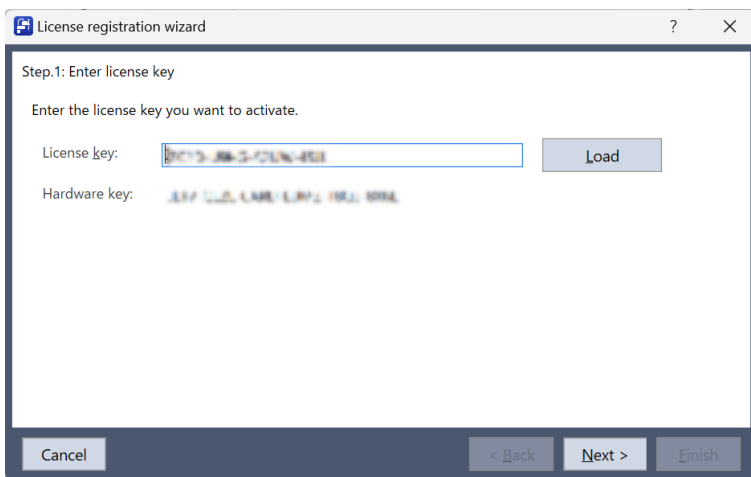 License registration wizard ? ×
Step.1: Enter license key
Enter the license key you want to activate.
License key: Load
Hardware key:
Cancel < Back Next > Finish